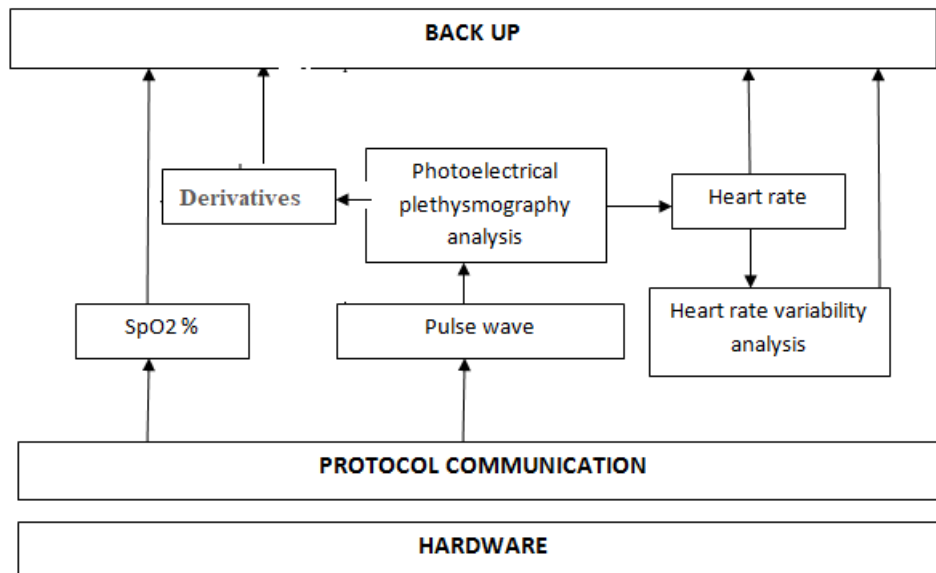 BACK UP
Photoelectrical
plethysmography
analysis
Derivatives
Heart rate
SpO2 %
Pulse wave
Heart rate variability
analysis
PROTOCOL COMMUNICATION
HARDWARE